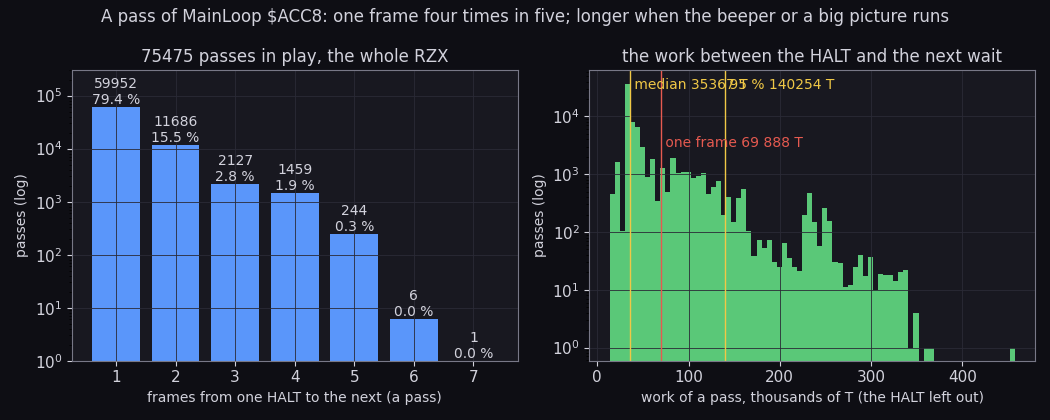 A pass of MainLoop $ACC8: one frame four times in five; longer when the beeper or a big picture runs
75475 passes in play, the whole RZX
59952
79.4 %
11686
15.5 %
2127
2.8 %
1459
1.9 %
244
0.3 %
6
0.0 %
1
0.0 %
10⁵
10⁴
10³
10²
10¹
10⁰
passes (log)
1 2 3 4 5 6 7
frames from one HALT to the next (a pass)
the work between the HALT and the next wait
median 35367 T
95 % 140254 T
one frame 69 888 T
10⁴
10³
10²
10¹
10⁰
passes (log)
0 100 200 300 400
work of a pass, thousands of T (the HALT left out)